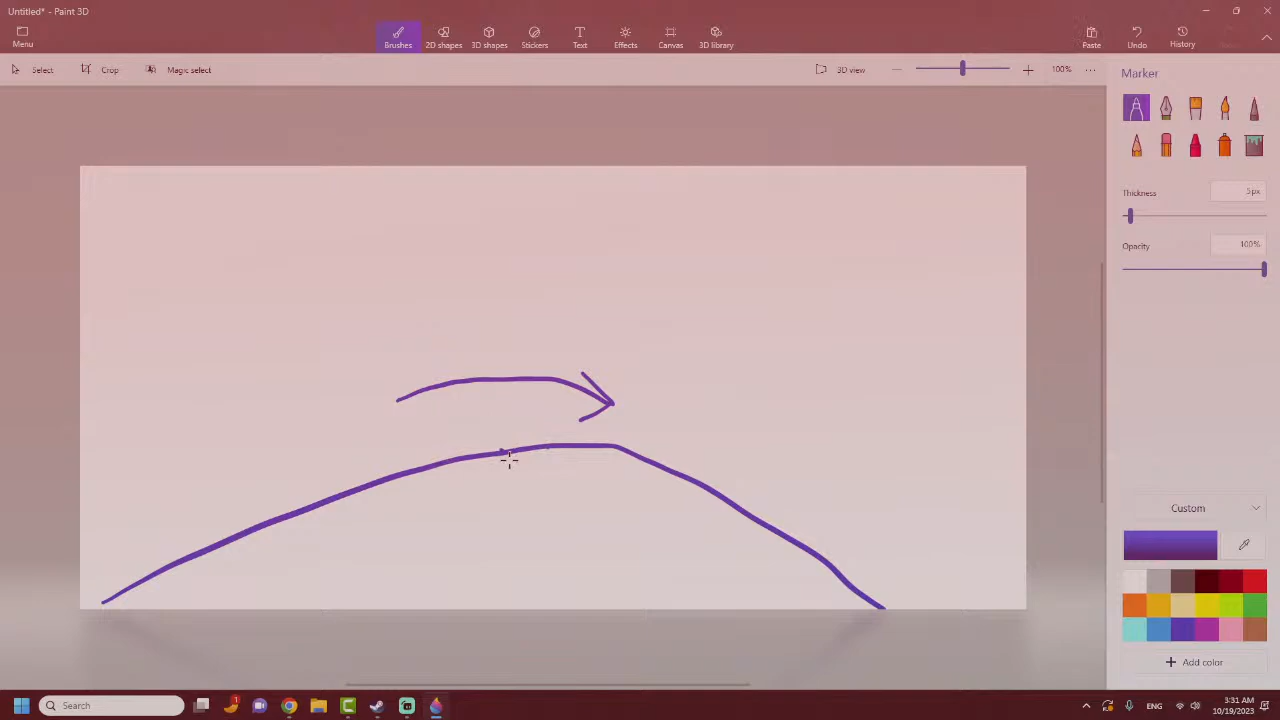 Untitled* - Paint 3D
Menu
Brushes
2D shapes
3D shapes
Stickers
Text
Effects
Canvas
3D library
Paste
Undo
History
Select
Crop
Magic select
3D view
100%
Marker
Thickness
5px
Opacity
100%
Custom
Add color
Search
1
ENG
3:31 AM
10/19/2023